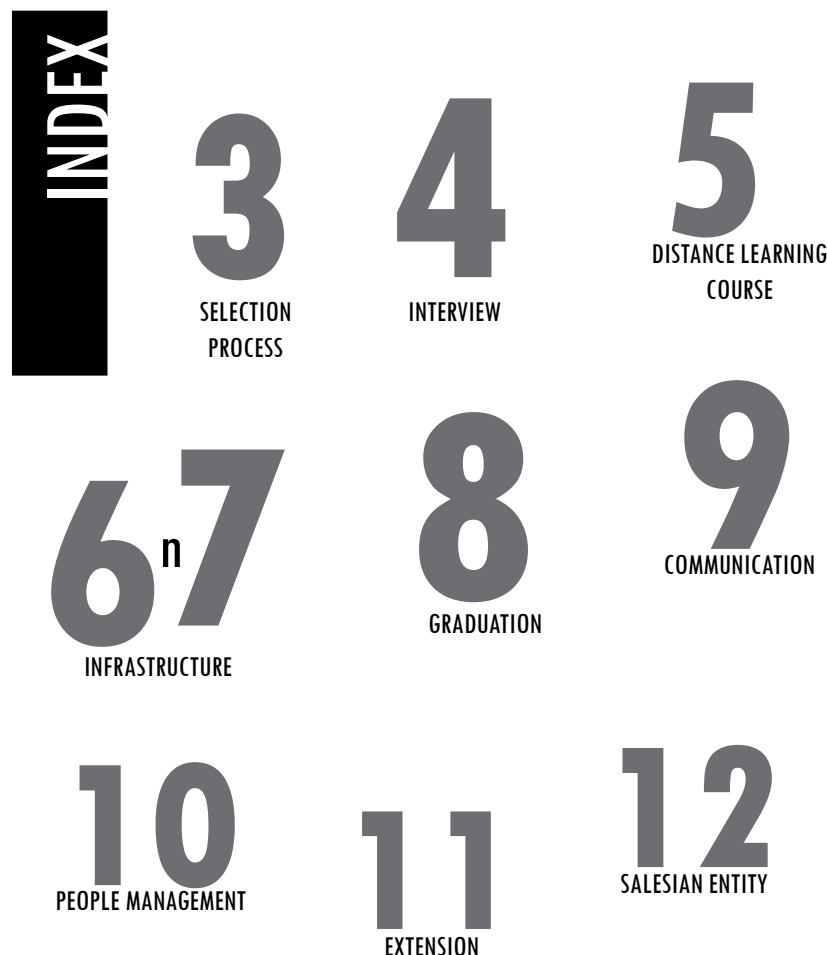 INDEX
3
SELECTION
PROCESS
4
INTERVIEW
5
DISTANCE LEARNING
COURSE
6 n 7
INFRASTRUCTURE
8
GRADUATION
9
COMMUNICATION
10
PEOPLE MANAGEMENT
11
EXTENSION
12
SALESIAN ENTITY